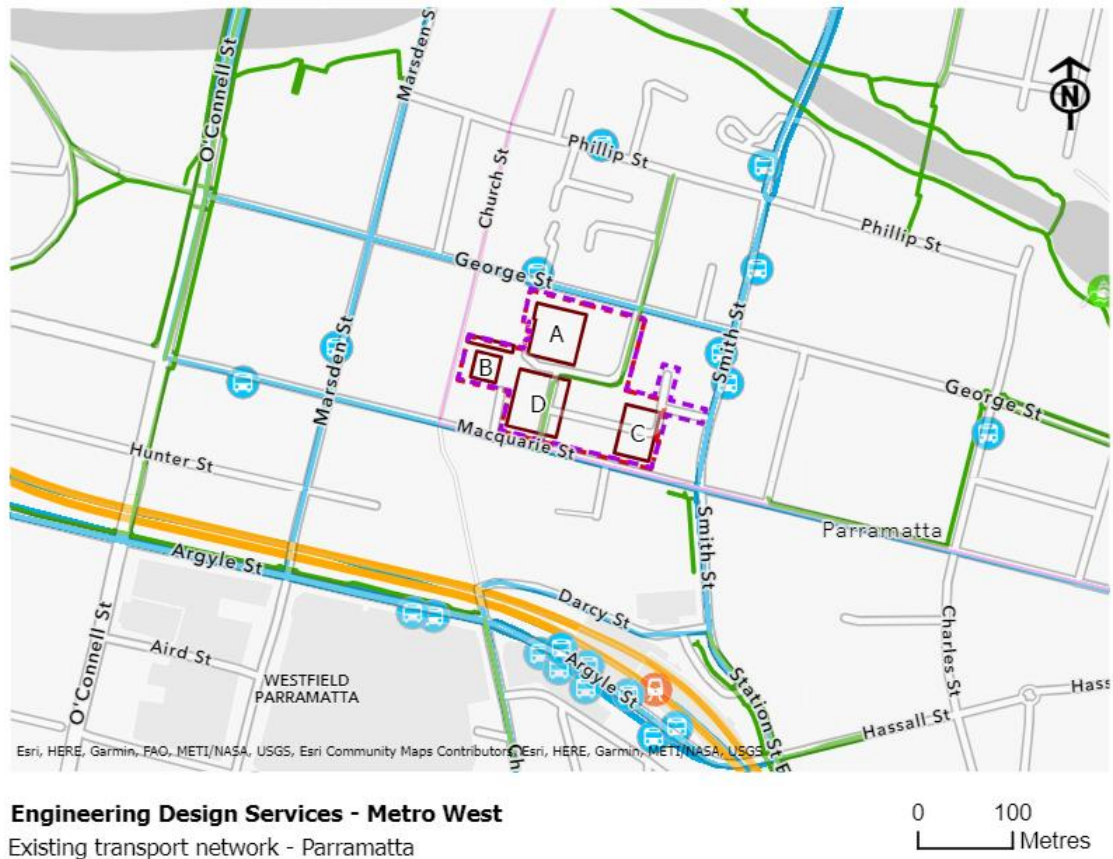 O'Connell St
Marsden St
N
Phillip St
Church St
Phillip St
George St
A
Smith St
B
Marsden St
D
C
George St
Macquarie St
Hunter St
Parramatta
Smith St
Argyle St
Darcy St
O'Connell St
Aird St
WESTFIELD
PARRAMATTA
Argyle St
Charles St
Station St E
Hass
Hassall St
Esri, HERE, Garmin, FAO, METI/NASA, USGS, Esri Community Maps Contributors, Esri, HERE, Garmin, METI/NASA, USGS
Engineering Design Services - Metro West
Existing transport network - Parramatta
0 100
Metres